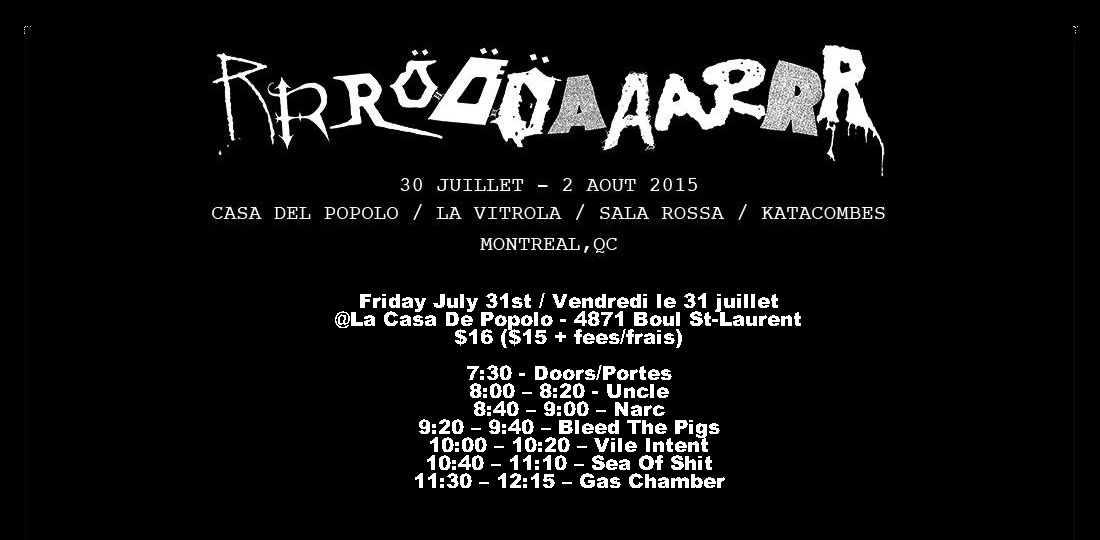 RRRÖÖÖAAARRR
30 JUILLET – 2 AOUT 2015
CASA DEL POPOLO / LA VITROLA / SALA ROSSA / KATACOMBES
MONTREAL,QC
Friday July 31st / Vendredi le 31 juillet
@La Casa De Popolo - 4871 Boul St-Laurent
$16 ($15 + fees/frais)
7:30 - Doors/Portes
8:00 – 8:20 - Uncle
8:40 – 9:00 – Narc
9:20 – 9:40 – Bleed The Pigs
10:00 – 10:20 – Vile Intent
10:40 – 11:10 – Sea Of Shit
11:30 – 12:15 – Gas Chamber